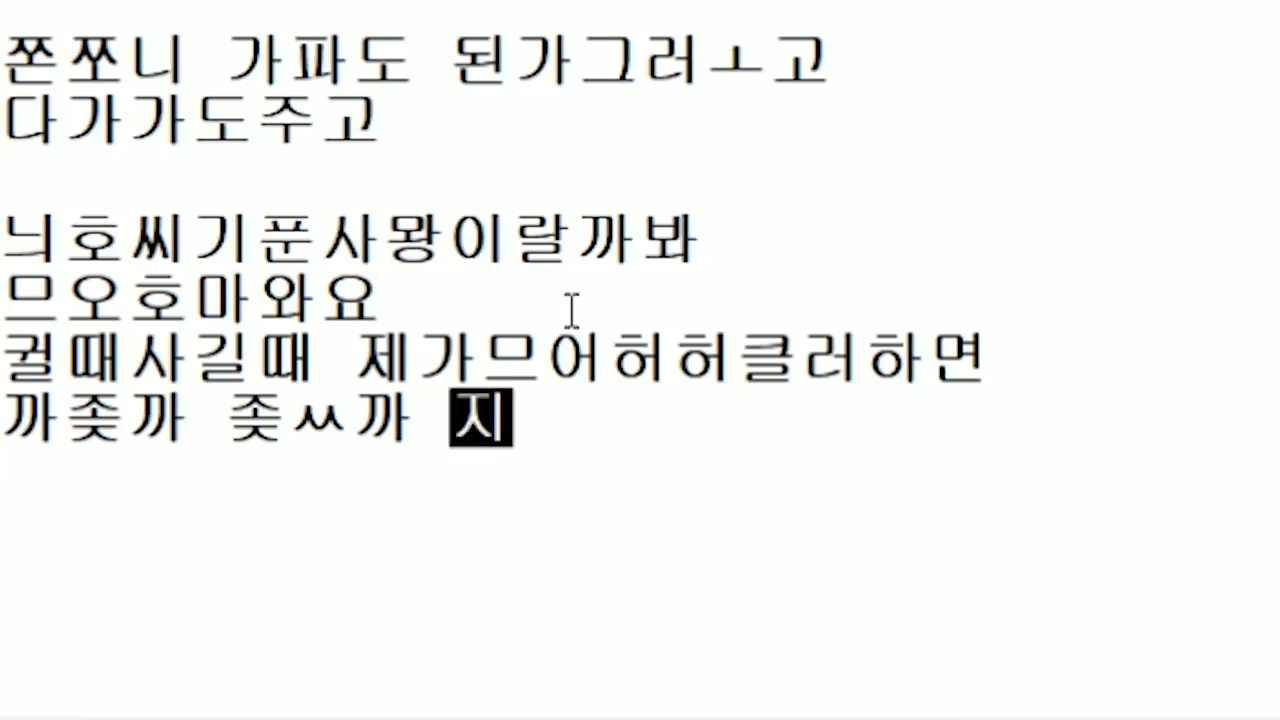 쫀쪼니 가파도 된가그러ㅗ고
다가가도주고
늬호씨기푼사뫙이랄까봐
므오호마와요
궐때사길때 제가므어허허클러하면
까좆까 좆ㅆ까 지